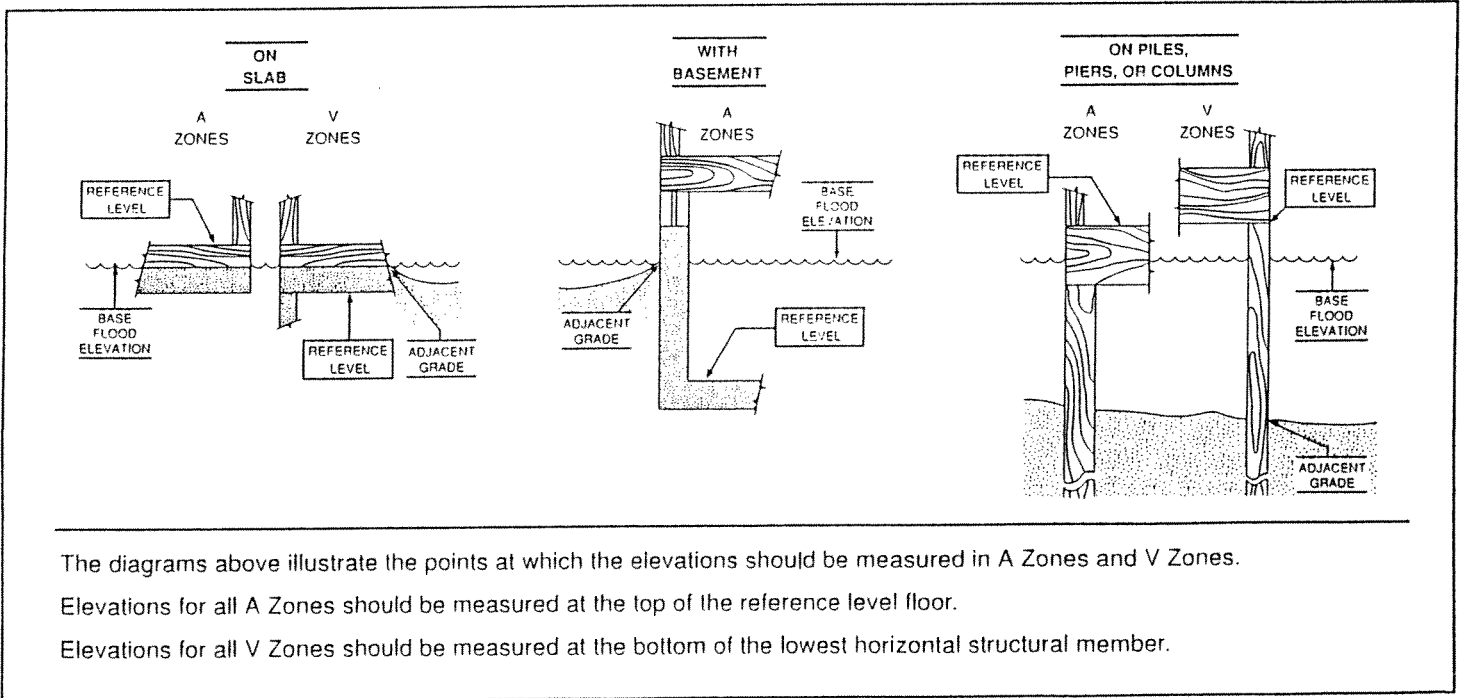 ON
SLAB
A
ZONES
V
ZONES
REFERENCE
LEVEL
BASE
FLOOD
ELEVATION
REFERENCE
LEVEL
ADJACENT
GRADE
WITH
BASEMENT
A
ZONES
BASE
FLOOD
ELEVATION
ADJACENT
GRADE
REFERENCE
LEVEL
ON PILES,
PIERS, OR COLUMNS
A
ZONES
V
ZONES
REFERENCE
LEVEL
REFERENCE
LEVEL
BASE
FLOOD
ELEVATION
ADJACENT
GRADE
The diagrams above illustrate the points at which the elevations should be measured in A Zones and V Zones.
Elevations for all A Zones should be measured at the top of the reference level floor.
Elevations for all V Zones should be measured at the bottom of the lowest horizontal structural member.